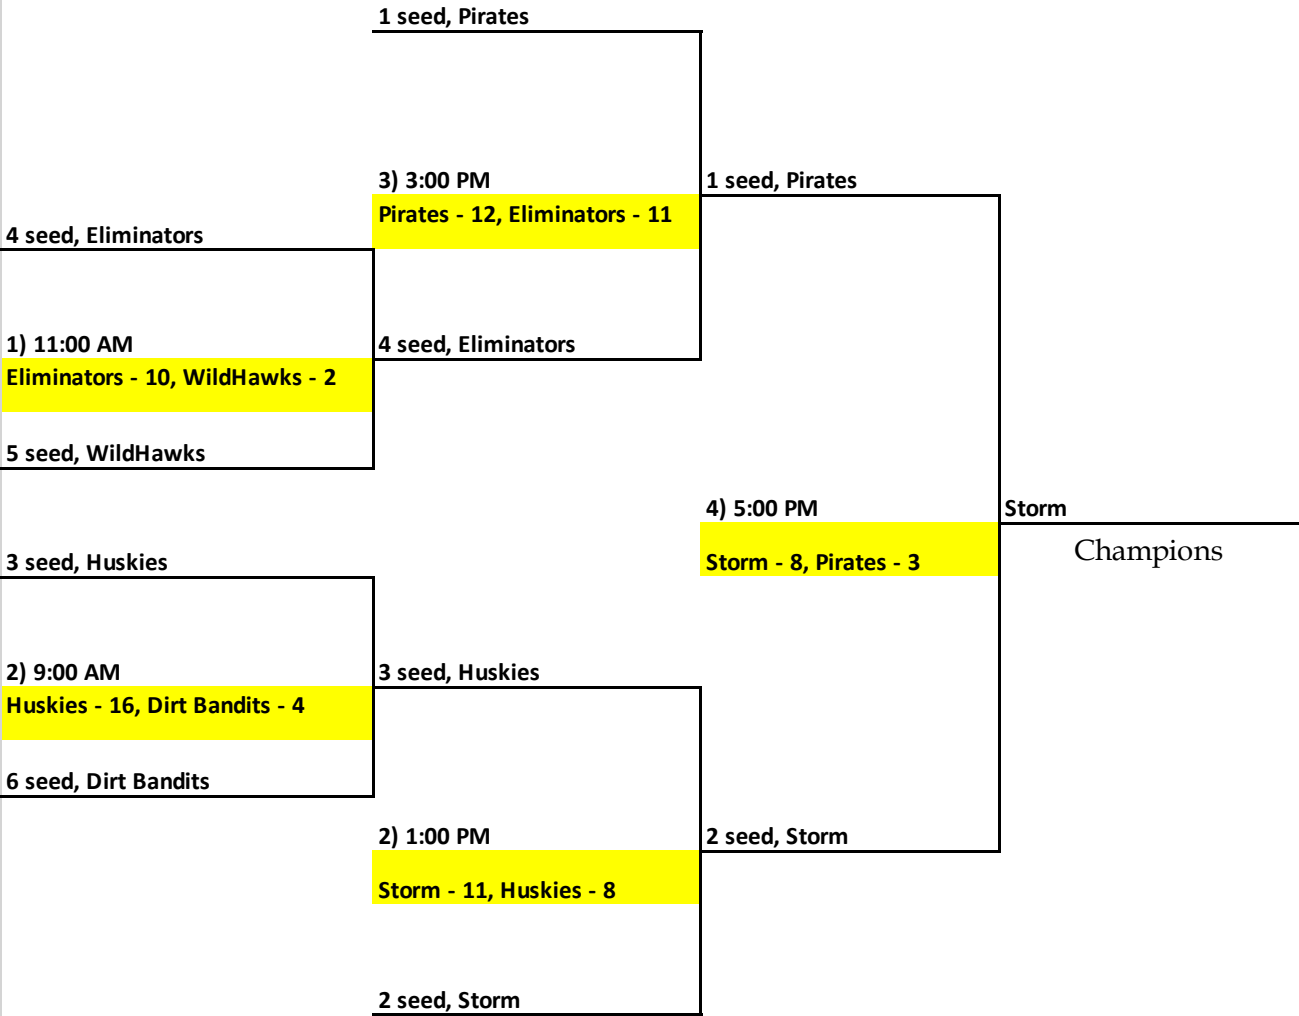 1 seed, Pirates
3) 3:00 PM
1 seed, Pirates
Pirates - 12, Eliminators - 11
4 seed, Eliminators
1) 11:00 AM
4 seed, Eliminators
Eliminators - 10, WildHawks - 2
5 seed, WildHawks
4) 5:00 PM
Storm
Champions
3 seed, Huskies
Storm - 8, Pirates - 3
2) 9:00 AM
3 seed, Huskies
Huskies - 16, Dirt Bandits - 4
6 seed, Dirt Bandits
2) 1:00 PM
2 seed, Storm
Storm - 11, Huskies - 8
2 seed, Storm